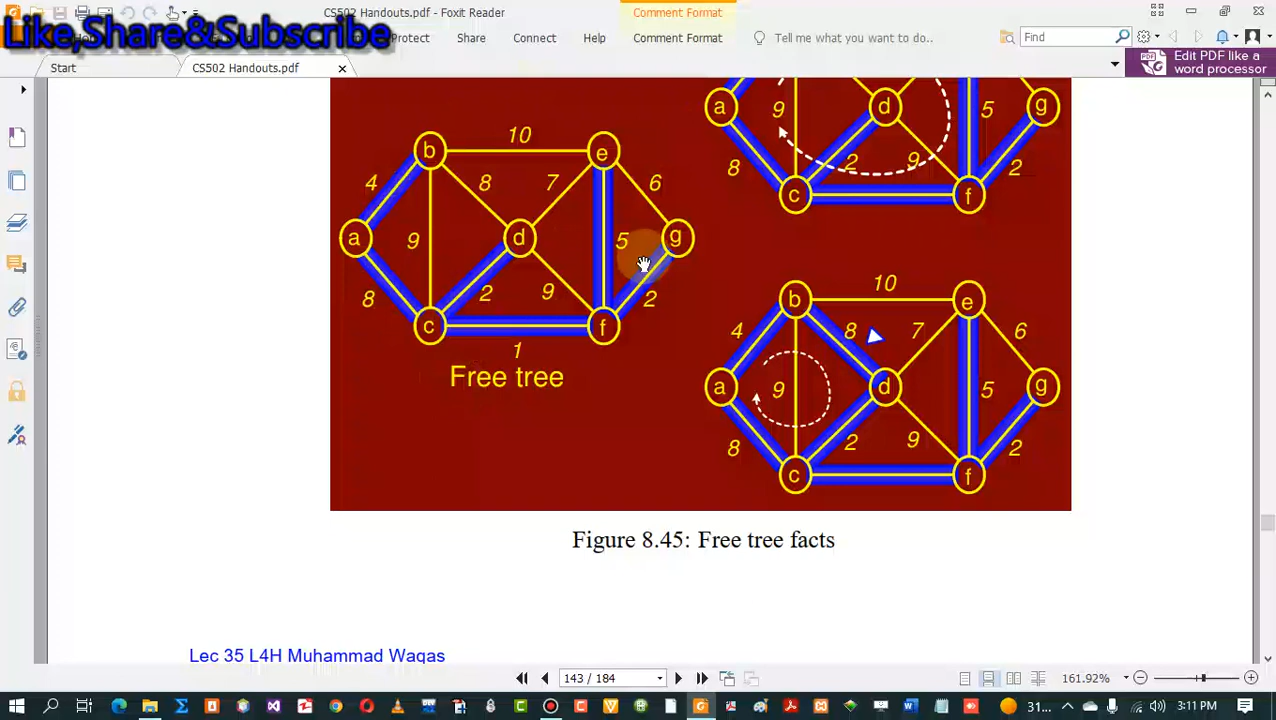 CS502 Handouts.pdf - Foxit Reader
Comment Format
Like,Share&Subscribe
Protect
Share
Connect
Help
Comment Format
Tell me what you want to do..
Find
Start
CS502 Handouts.pdf
Edit PDF like a
word processor
b 10 e
4 8 7 6
a 9 d 5 g
8 2 9 2
c f
1
Free tree
a 9 d 5 g
8 2 9 2
c f
b 10 e
4 8 7 6
a 9 d 5 g
8 2 9 2
c f
Figure 8.45: Free tree facts
Lec 35 L4H Muhammad Waqas
143 / 184
161.92%
31...
3:11 PM